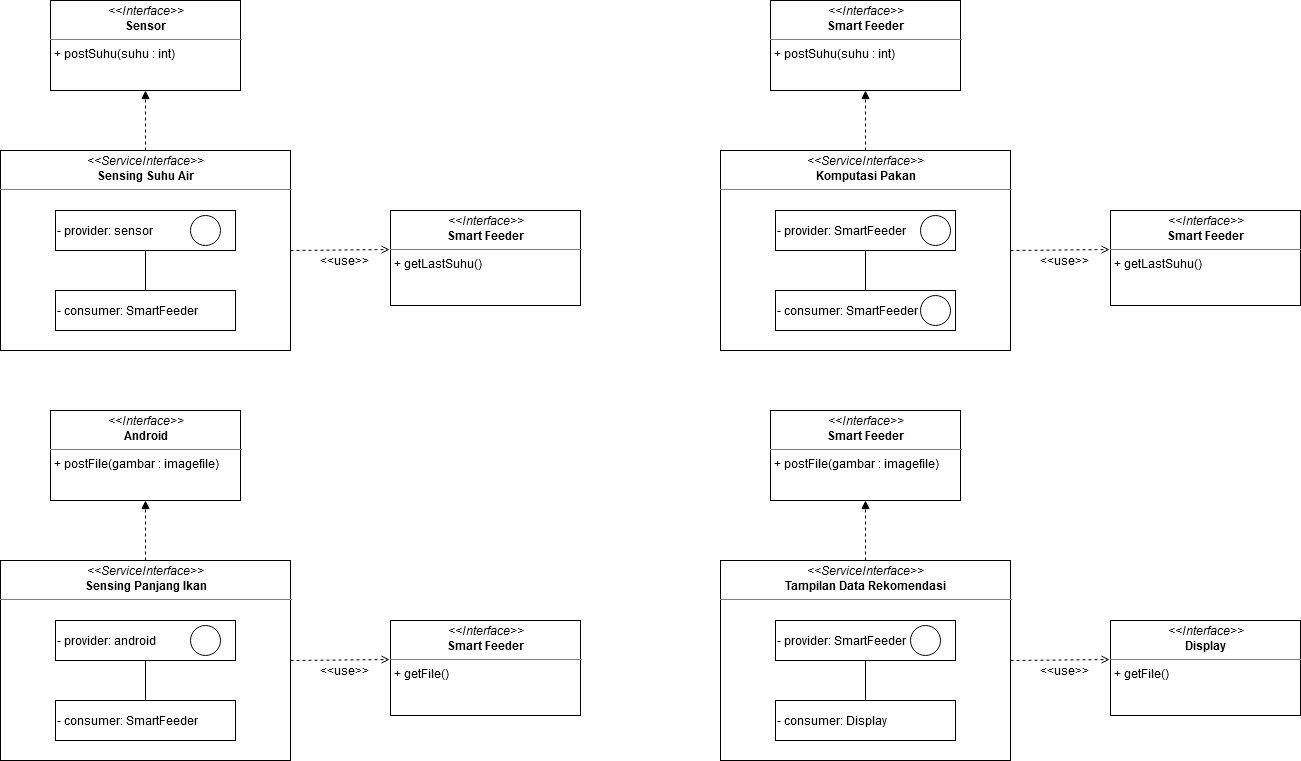 <<Interface>>
Sensor
+ postSuhu(suhu : int)
<<ServiceInterface>>
Sensing Suhu Air
- provider: sensor
- consumer: SmartFeeder
<<use>>
<<Interface>>
Smart Feeder
+ getLastSuhu()
<<Interface>>
Smart Feeder
+ postSuhu(suhu : int)
<<ServiceInterface>>
Komputasi Pakan
- provider: SmartFeeder
- consumer: SmartFeeder
<<use>>
<<Interface>>
Smart Feeder
+ getLastSuhu()
<<Interface>>
Android
+ postFile(gambar : imagefile)
<<ServiceInterface>>
Sensing Panjang Ikan
- provider: android
- consumer: SmartFeeder
<<use>>
<<Interface>>
Smart Feeder
+ getFile()
<<Interface>>
Smart Feeder
+ postFile(gambar : imagefile)
<<ServiceInterface>>
Tampilan Data Rekomendasi
- provider: SmartFeeder
- consumer: Display
<<use>>
<<Interface>>
Display
+ getFile()